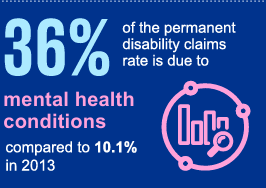 36%
of the permanent
disability claims
rate is due to
mental health
conditions
compared to 10.1%
in 2013